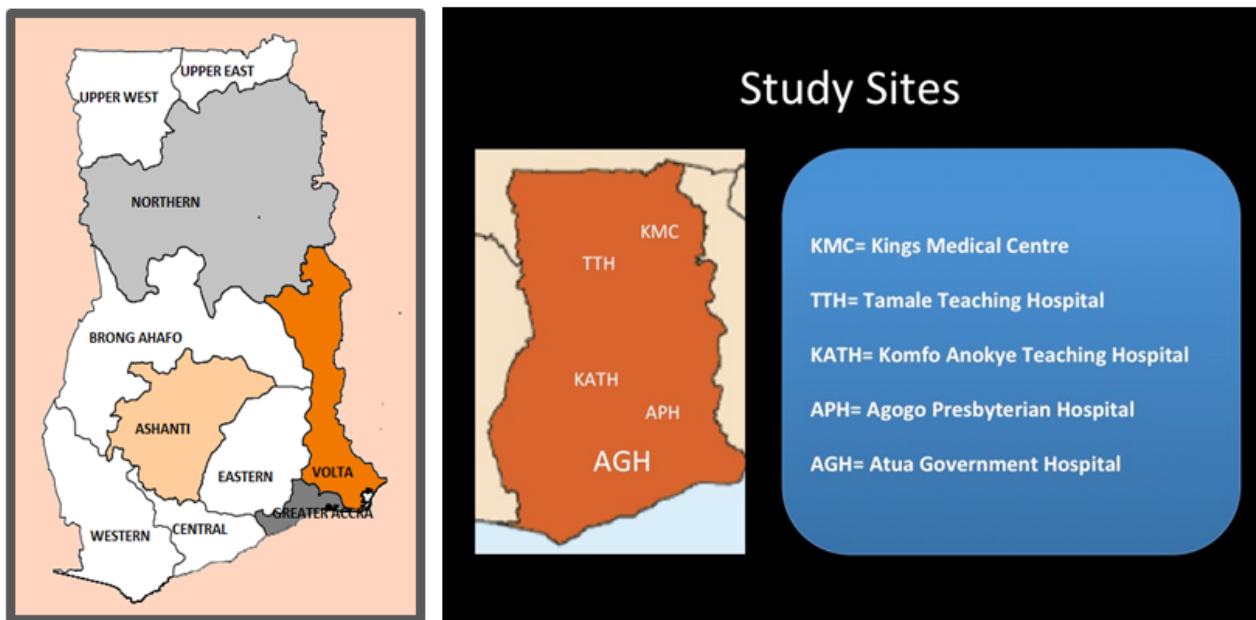 UPPER EAST
UPPER WEST
NORTHERN
BRONG AHAFO
ASHANTI
EASTERN
VOLTA
GREATER ACCRA
WESTERN
CENTRAL
Study Sites
KMC
TTH
KATH
APH
AGH
KMC= Kings Medical Centre
TTH= Tamale Teaching Hospital
KATH= Komfo Anokye Teaching Hospital
APH= Agogo Presbyterian Hospital
AGH= Atua Government Hospital